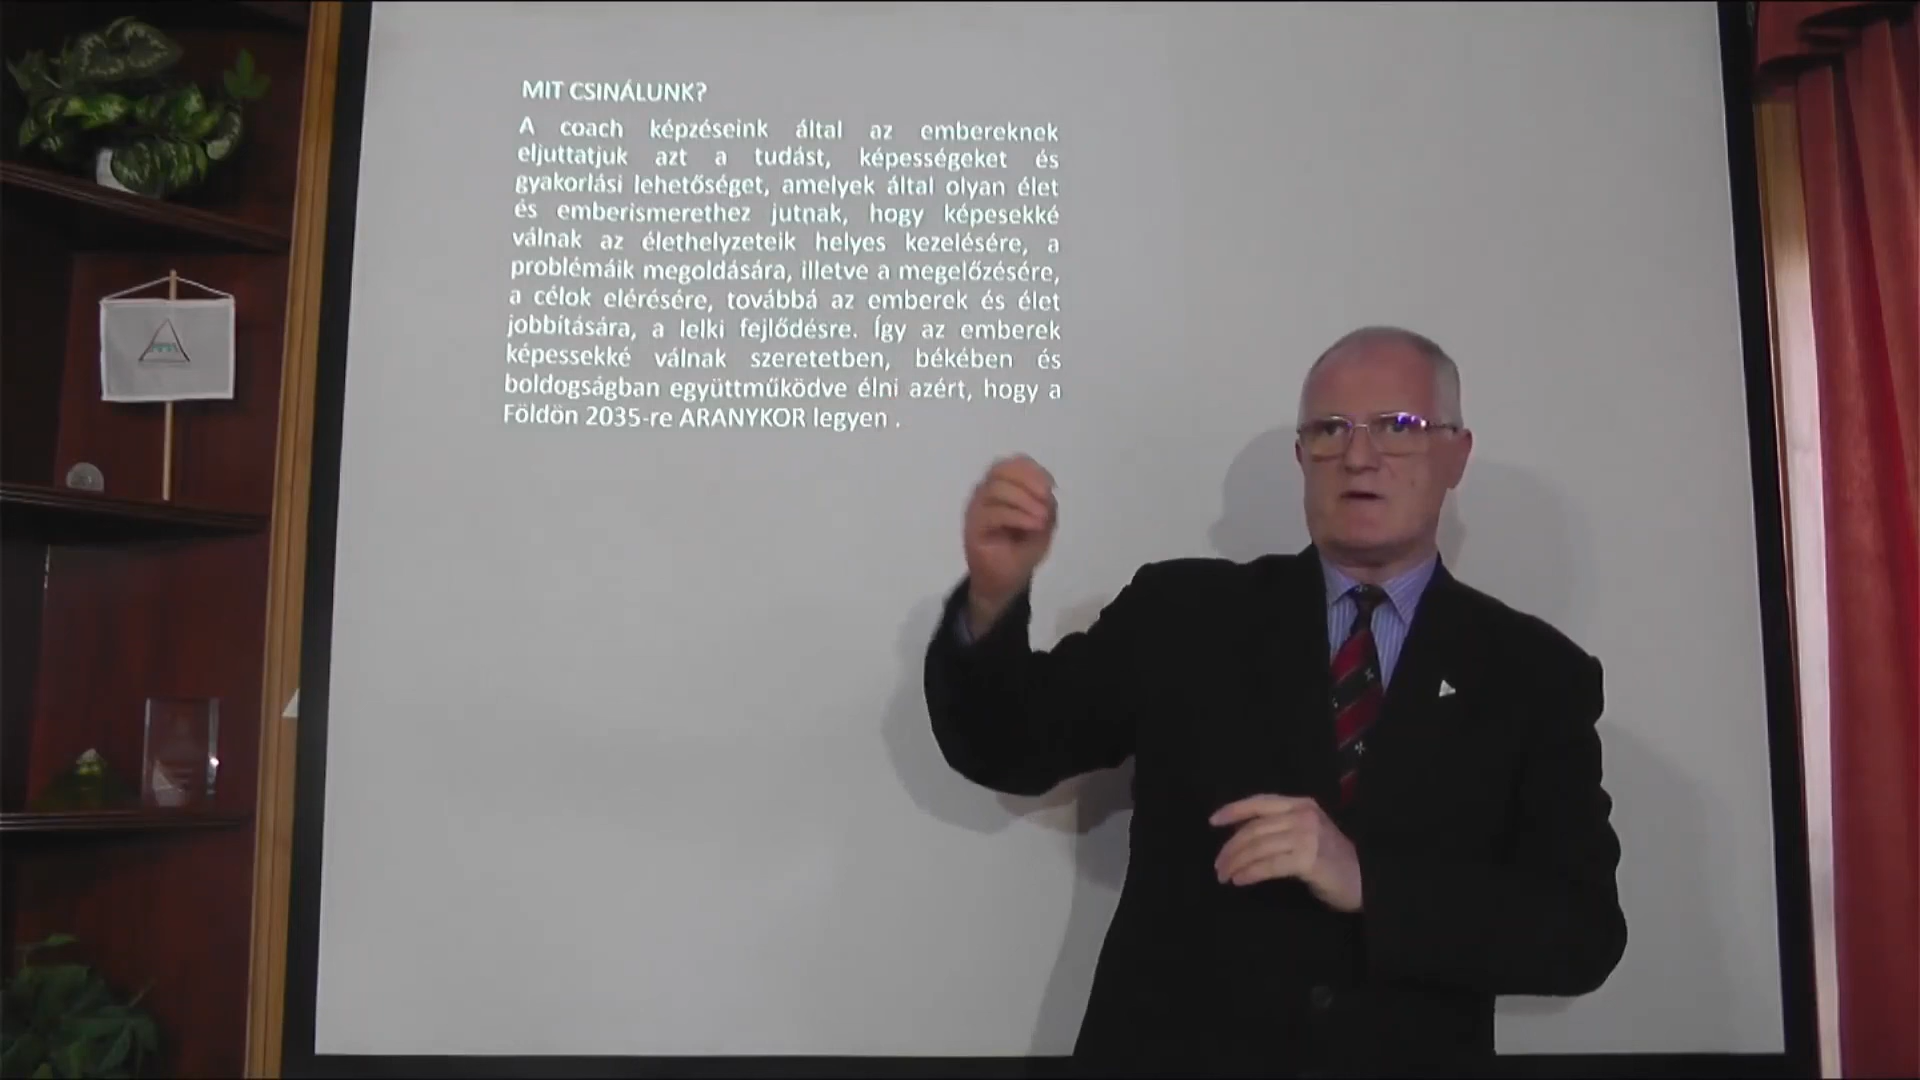 MIT CSINÁLUNK?
A coach képzéseink által az embereknek
eljuttatjuk azt a tudást, képességeket és
gyakorlási lehetőséget, amelyek által olyan élet
és emberismerethez jutnak, hogy képesekké
válnak az élethelyzeteik helyes kezelésére, a
problémáik megoldására, illetve a megelőzésére,
a célok elérésére, továbbá az emberek és élet
jobbítására, a lelki fejlődésre. Így az emberek
képessekké válnak szeretetben, békében és
boldogságban együttműködve élni azért, hogy a
Földön 2035-re ARANYKOR legyen .